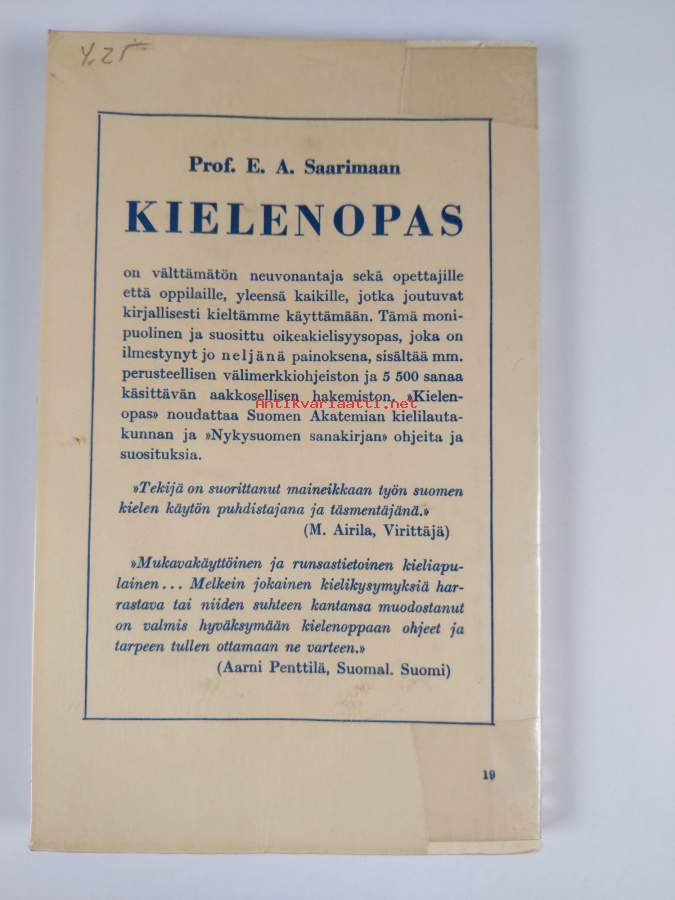 4,25
Prof. E. A. Saarimaan
KIELENOPAS
on välttämätön neuvonantaja sekä opettajille
että oppilaille, yleensä kaikille, jotka joutuvat
kirjallisesti kieltämme käyttämään. Tämä moni-
puolinen ja suosittu oikeakielisyysopas, joka on
ilmestynyt jo neljänä painoksena, sisältää mm.
perusteellisen välimerkkiohjeiston ja 5 500 sanaa
käsittävän aakkosellisen hakemiston. »Kielen-
Antikvariaatti.net
opas» noudattaa Suomen Akatemian kielilauta-
kunnan ja »Nykysuomen sanakirjan» ohjeita ja
suosituksia.
»Tekijä on suorittanut maineikkaan työn suomen
kielen käytön puhdistajana ja täsmentäjänä.»
(M. Airila, Virittäjä)
»Mukavakäyttöinen ja runsastietoinen kieliapu-
lainen... Melkein jokainen kielikysymyksiä har-
rastava tai niiden suhteen kantansa muodostanut
on valmis hyväksymään kielenoppaan ohjeet ja
tarpeen tullen ottamaan ne varteen.»
(Aarni Penttilä, Suomal. Suomi)
19